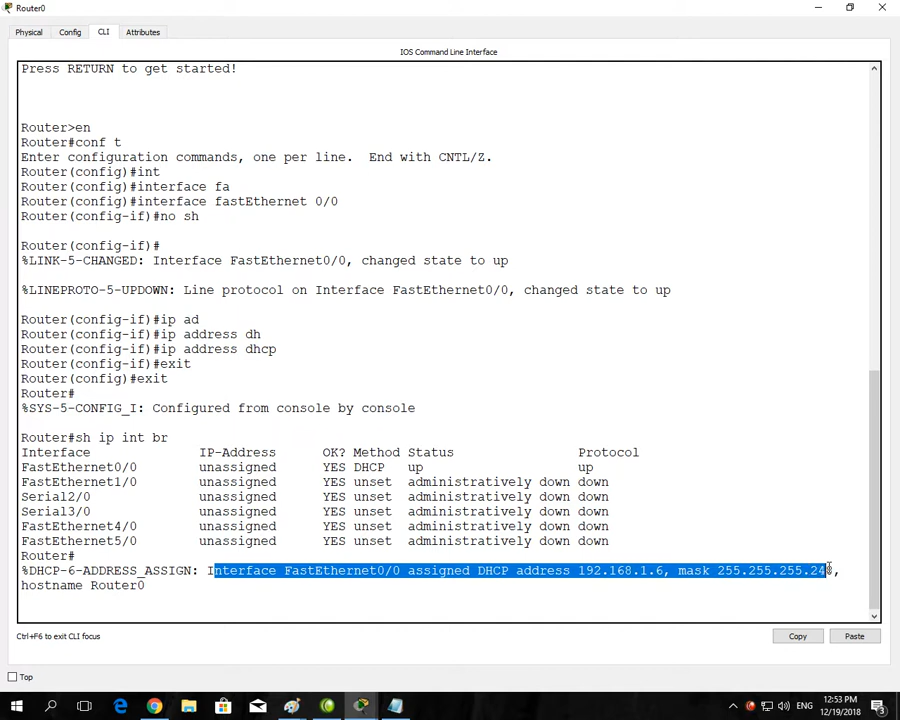 Router0
Physical Config CLI Attributes
IOS Command Line Interface
Press RETURN to get started!
Router>en
Router#conf t
Enter configuration commands, one per line.  End with CNTL/Z.
Router(config)#int
Router(config)#interface fa
Router(config)#interface fastEthernet 0/0
Router(config-if)#no sh
Router(config-if)#
%LINK-5-CHANGED: Interface FastEthernet0/0, changed state to up
%LINEPROTO-5-UPDOWN: Line protocol on Interface FastEthernet0/0, changed state to up
Router(config-if)#ip ad
Router(config-if)#ip address dh
Router(config-if)#ip address dhcp
Router(config-if)#exit
Router(config)#exit
Router#
%SYS-5-CONFIG_I: Configured from console by console
Router#sh ip int br
Interface IP-Address OK? Method Status Protocol
FastEthernet0/0 unassigned YES DHCP up up
FastEthernet1/0 unassigned YES unset administratively down down
Serial2/0 unassigned YES unset administratively down down
Serial3/0 unassigned YES unset administratively down down
FastEthernet4/0 unassigned YES unset administratively down down
FastEthernet5/0 unassigned YES unset administratively down down
Router#
%DHCP-6-ADDRESS_ASSIGN: Interface FastEthernet0/0 assigned DHCP address 192.168.1.6, mask
hostname Router0
Ctrl+F6 to exit CLI focus
Copy Paste
Top
ENG
12:53 PM
12/19/2018
3